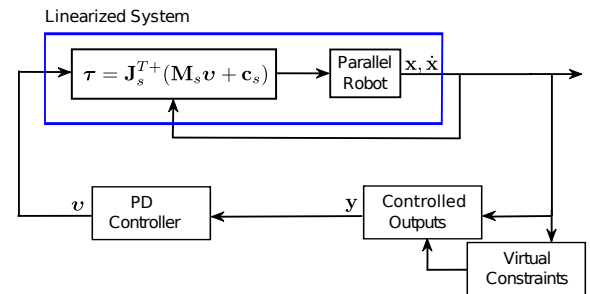 Linearized System
τ = J_s^{T+}(M_s υ + c_s)
Parallel
Robot
x, ẋ
υ
PD
Controller
y
Controlled
Outputs
Virtual
Constraints